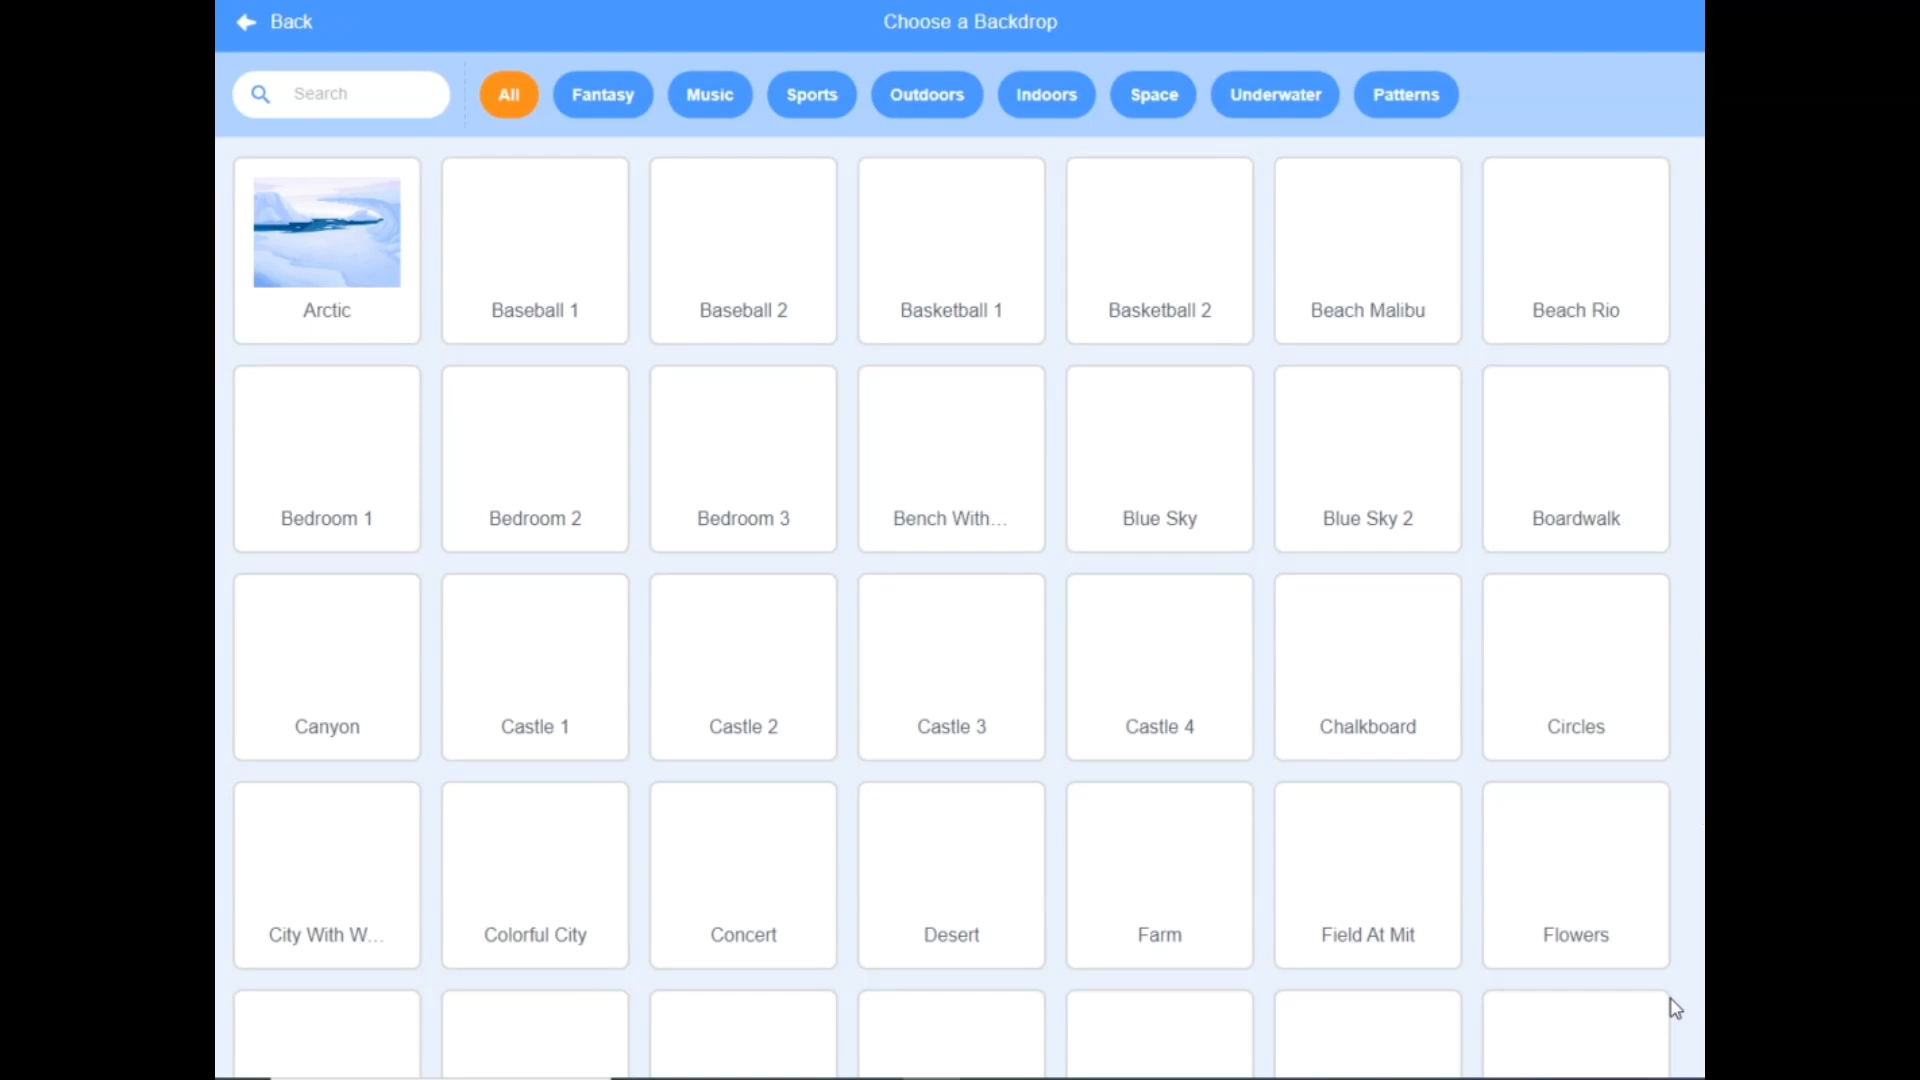 Back
Choose a Backdrop
Search
All
Fantasy
Music
Sports
Outdoors
Indoors
Space
Underwater
Patterns
Arctic
Baseball 1
Baseball 2
Basketball 1
Basketball 2
Beach Malibu
Beach Rio
Bedroom 1
Bedroom 2
Bedroom 3
Bench With...
Blue Sky
Blue Sky 2
Boardwalk
Canyon
Castle 1
Castle 2
Castle 3
Castle 4
Chalkboard
Circles
City With W...
Colorful City
Concert
Desert
Farm
Field At Mit
Flowers